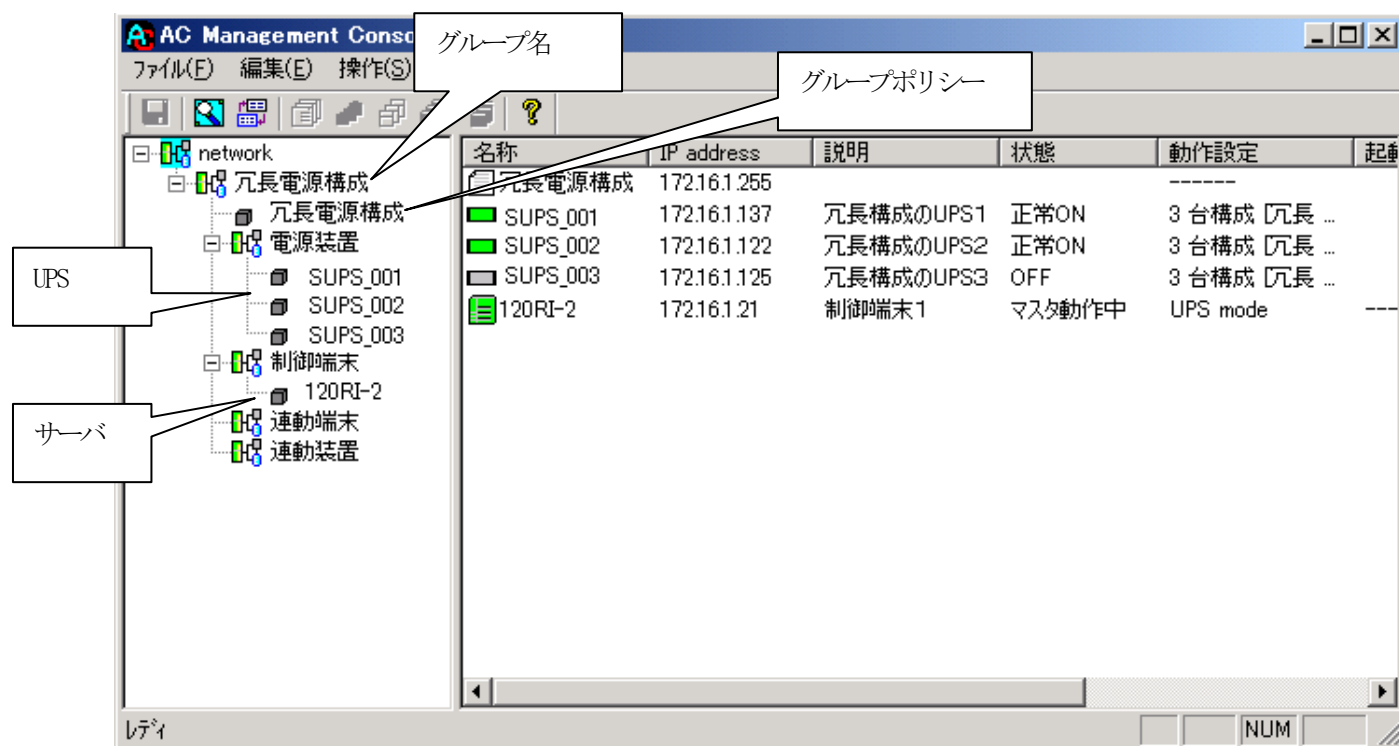 AC Management Conso
グループ名
ファイル(F) 編集(E) 操作(S)
グループポリシー
network
冗長電源構成
冗長電源構成
電源装置
SUPS_001
SUPS_002
SUPS_003
制御端末
120RI-2
連動端末
連動装置
UPS
サーバ
名称 IP address 説明 状態 動作設定 起動
冗長電源構成 172.16.1.255 ------
SUPS_001 172.16.1.137 冗長構成のUPS1 正常ON 3 台構成 [冗長 ...
SUPS_002 172.16.1.122 冗長構成のUPS2 正常ON 3 台構成 [冗長 ...
SUPS_003 172.16.1.125 冗長構成のUPS3 OFF 3 台構成 [冗長 ...
120RI-2 172.16.1.21 制御端末1 マスタ動作中 UPS mode ---
レディ NUM